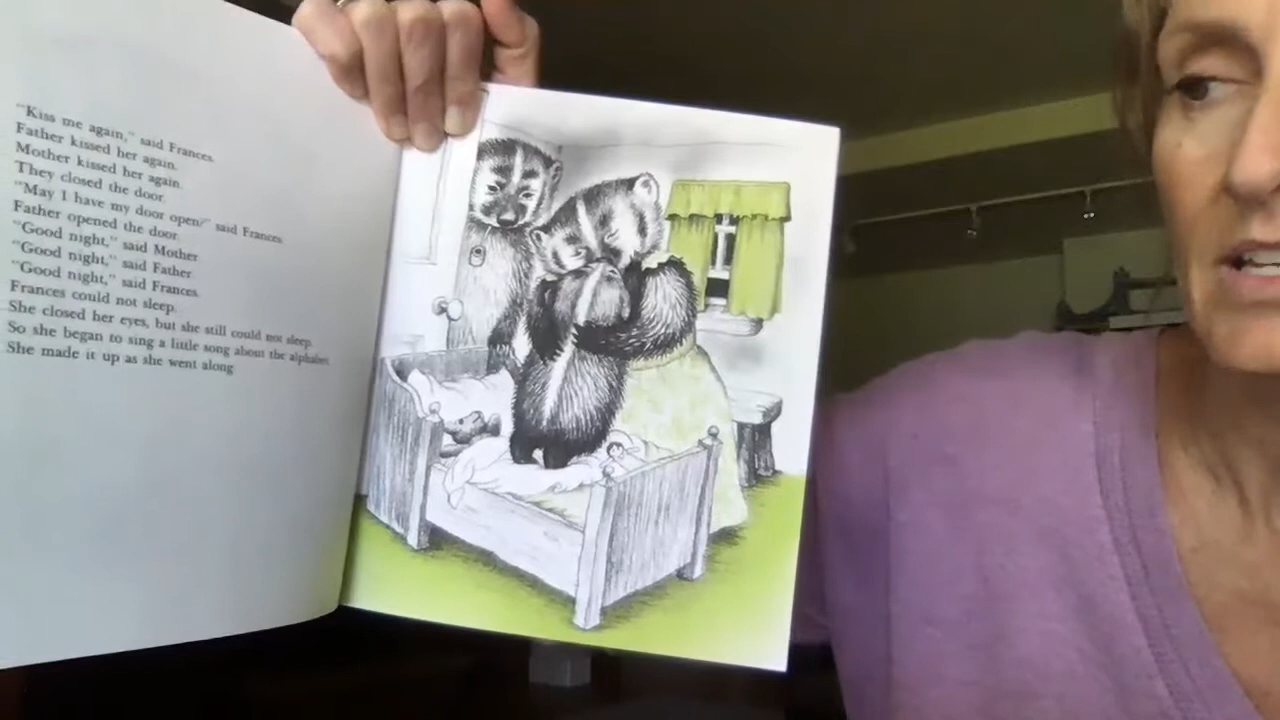 "Kiss me again," said Frances.
Father kissed her again.
Mother kissed her again.
They closed the door.
"May I have my door open?" said Frances.
Father opened the door.
"Good night," said Mother
"Good night," said Father
"Good night," said Frances.
Frances could not sleep.
She closed her eyes, but she still could not sleep.
So she began to sing a little song about the alphabet.
She made it up as she went along